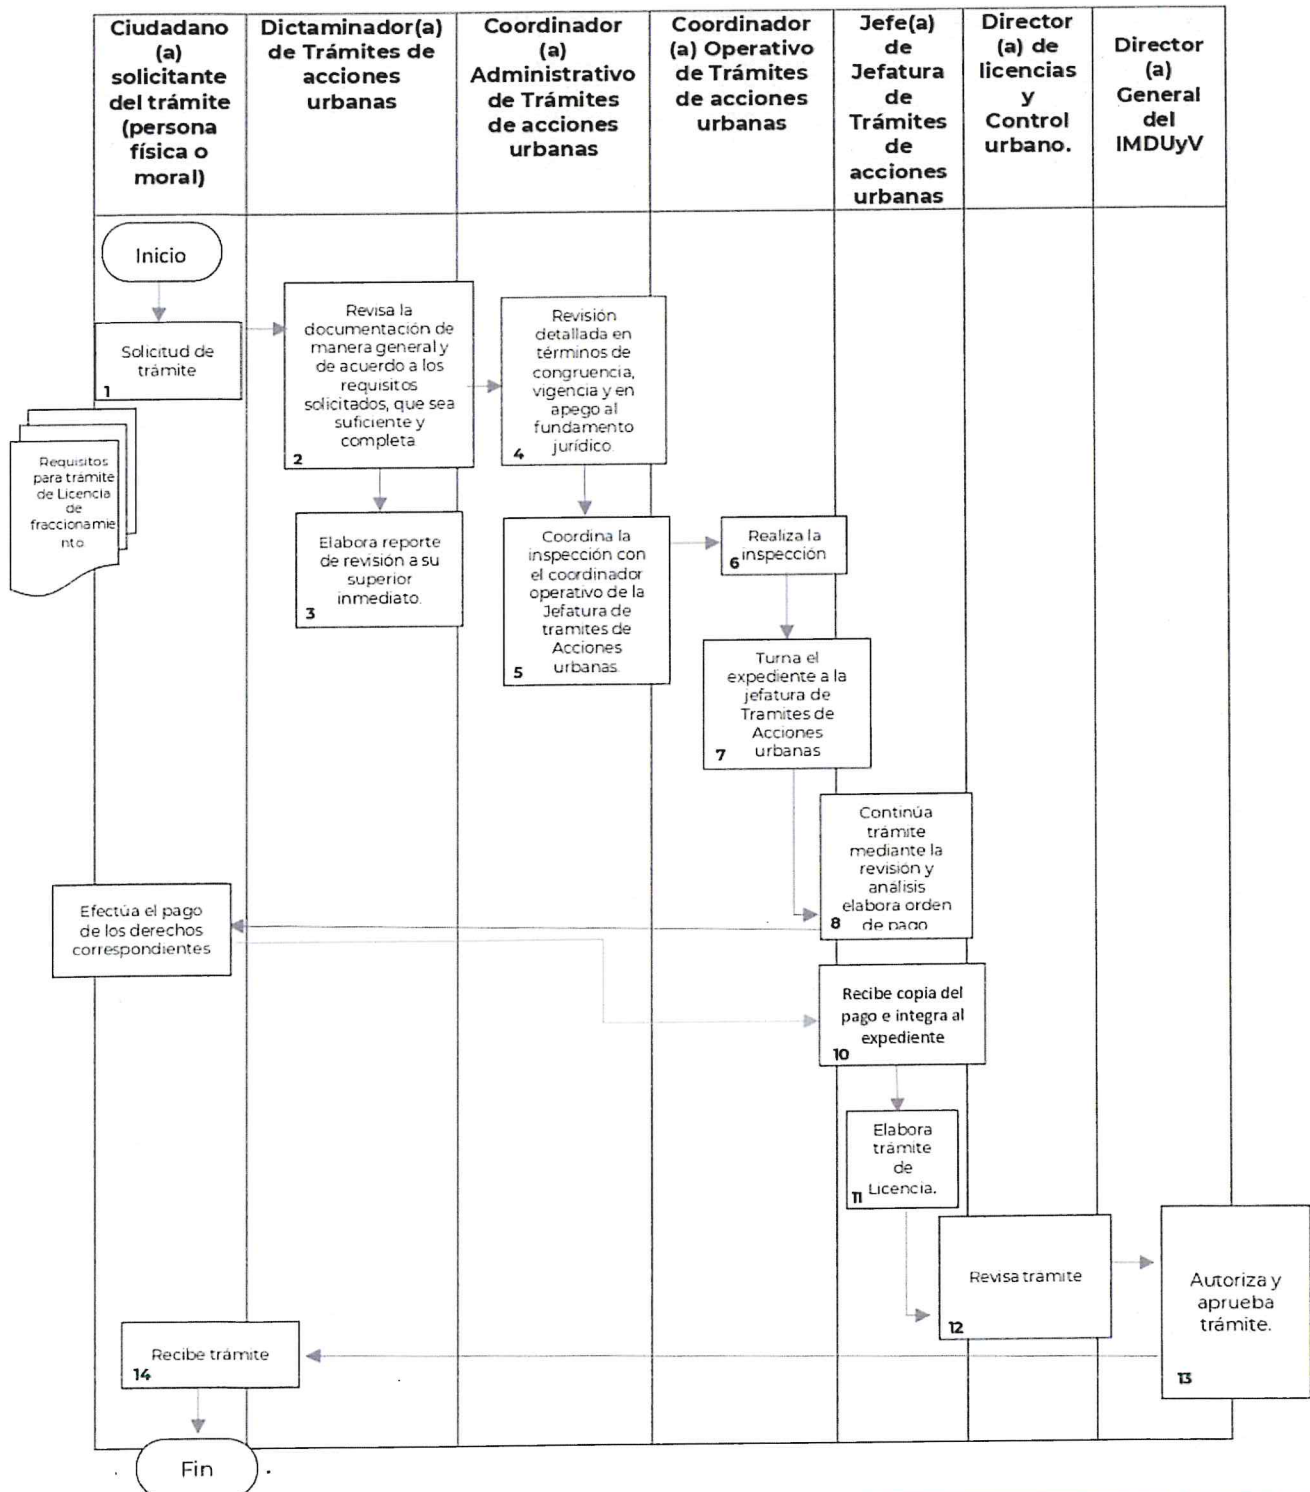 Ciudadano
(a)
solicitante
del trámite
(persona
física o
moral)
Dictaminador(a)
de Trámites de
acciones
urbanas
Coordinador
(a)
Administrativo
de Trámites
de acciones
urbanas
Coordinador
(a) Operativo
de Trámites
de acciones
urbanas
Jefe(a)
de
Jefatura
de
Trámites
de
acciones
urbanas
Director
(a) de
licencias
y
Control
urbano.
Director
(a)
General
del
IMDUyV
Inicio
Solicitud de
trámite
1
Requisitos
para trámite
de Licencia
de
fraccionamie
nto.
Revisa la
documentación de
manera general y
de acuerdo a los
requisitos
solicitados, que sea
suficiente y
completa
2
Elabora reporte
de revisión a su
superior
inmediato.
3
Revisión
detallada en
términos de
congruencia,
vigencia y en
apego al
fundamento
jurídico.
4
Coordina la
inspección con
el coordinador
operativo de la
Jefatura de
tramites de
Acciones
urbanas.
5
Realiza la
inspección
6
Turna el
expediente a la
jefatura de
Tramites de
Acciones
urbanas
7
Continúa
trámite
mediante la
revisión y
análisis
elabora orden
de pago
8
Efectúa el pago
de los derechos
correspondientes
Recibe copia del
pago e integra al
expediente
10
Elabora
trámite
de
Licencia.
11
Revisa tramite
12
Autoriza y
aprueba
trámite.
13
Recibe trámite
14
Fin